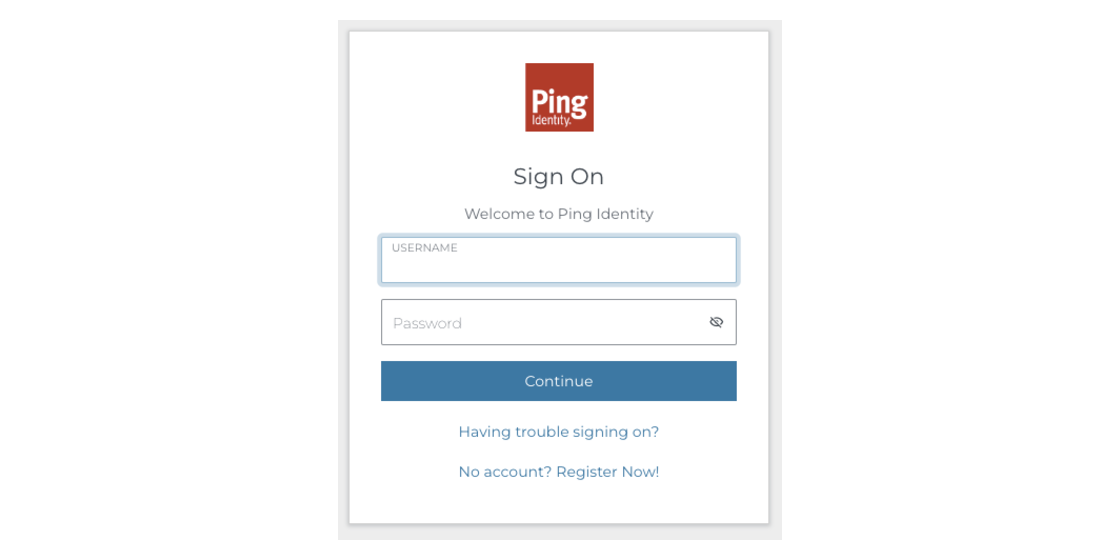 Ping
Identity.
Sign On
Welcome to Ping Identity
USERNAME
Password
Continue
Having trouble signing on?
No account? Register Now!